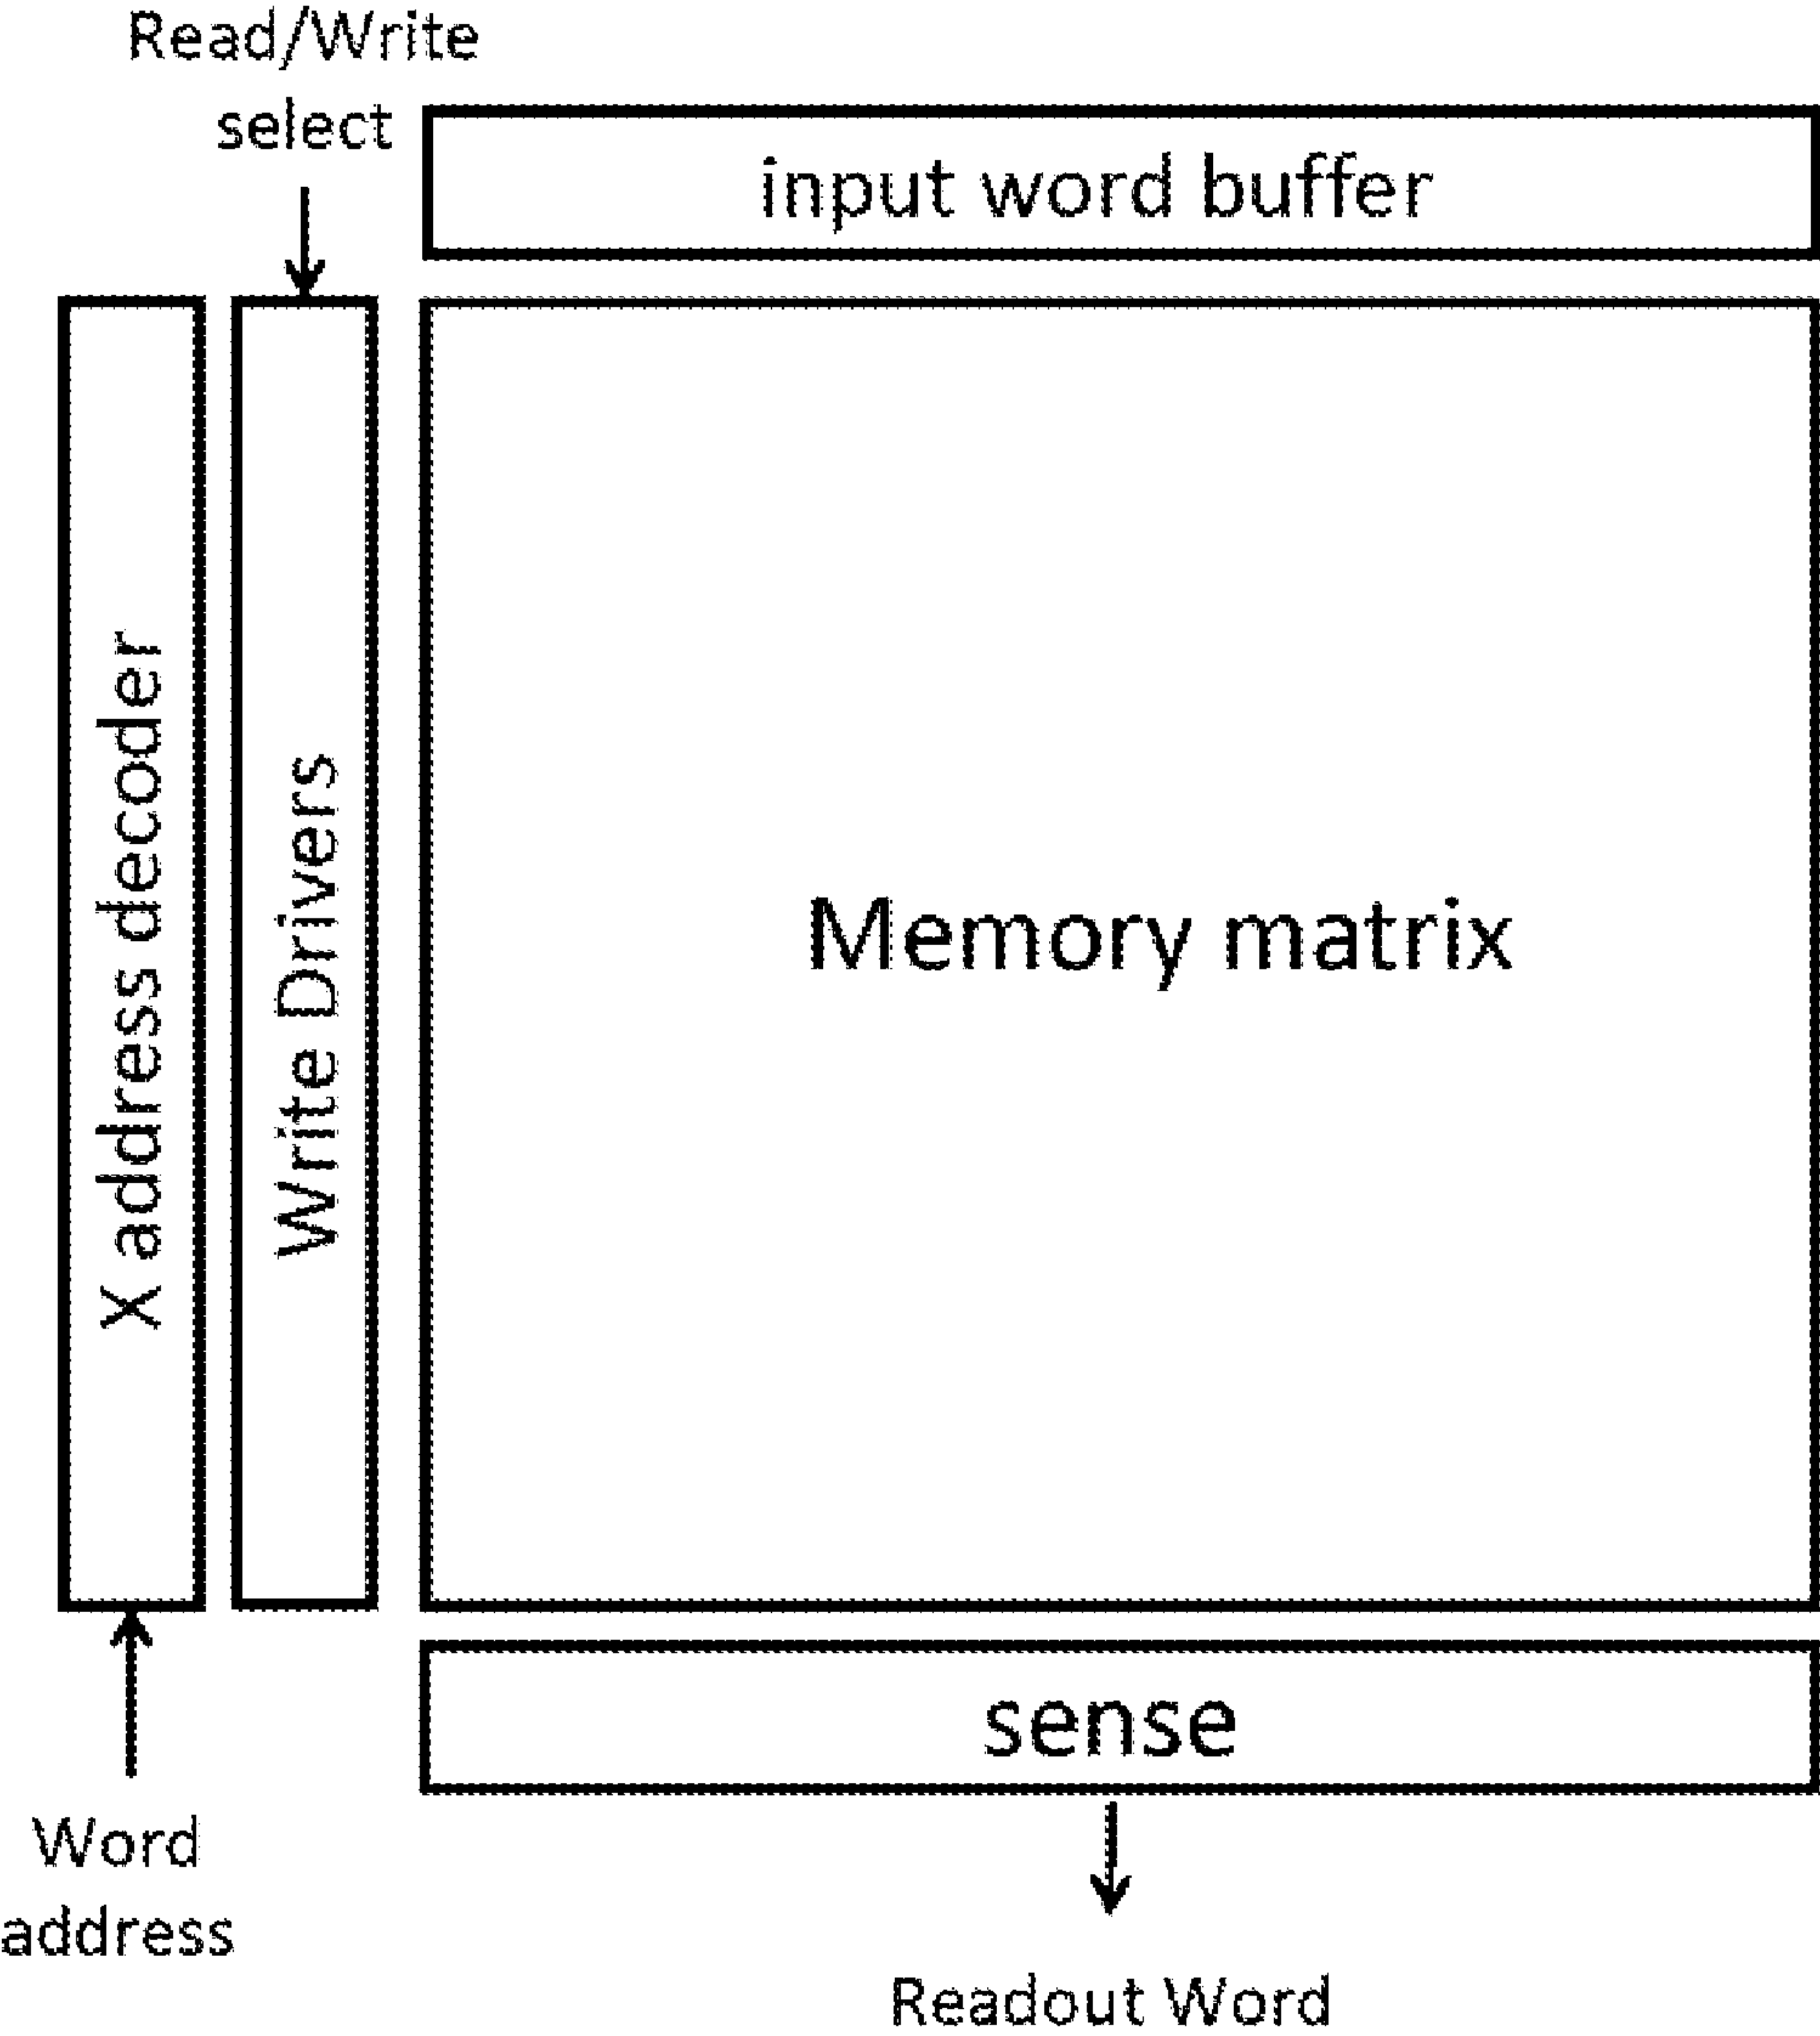 Read/Write
select
input word buffer
X address decoder
Write Drivers
Memory matrix
sense
Word
address
Readout Word